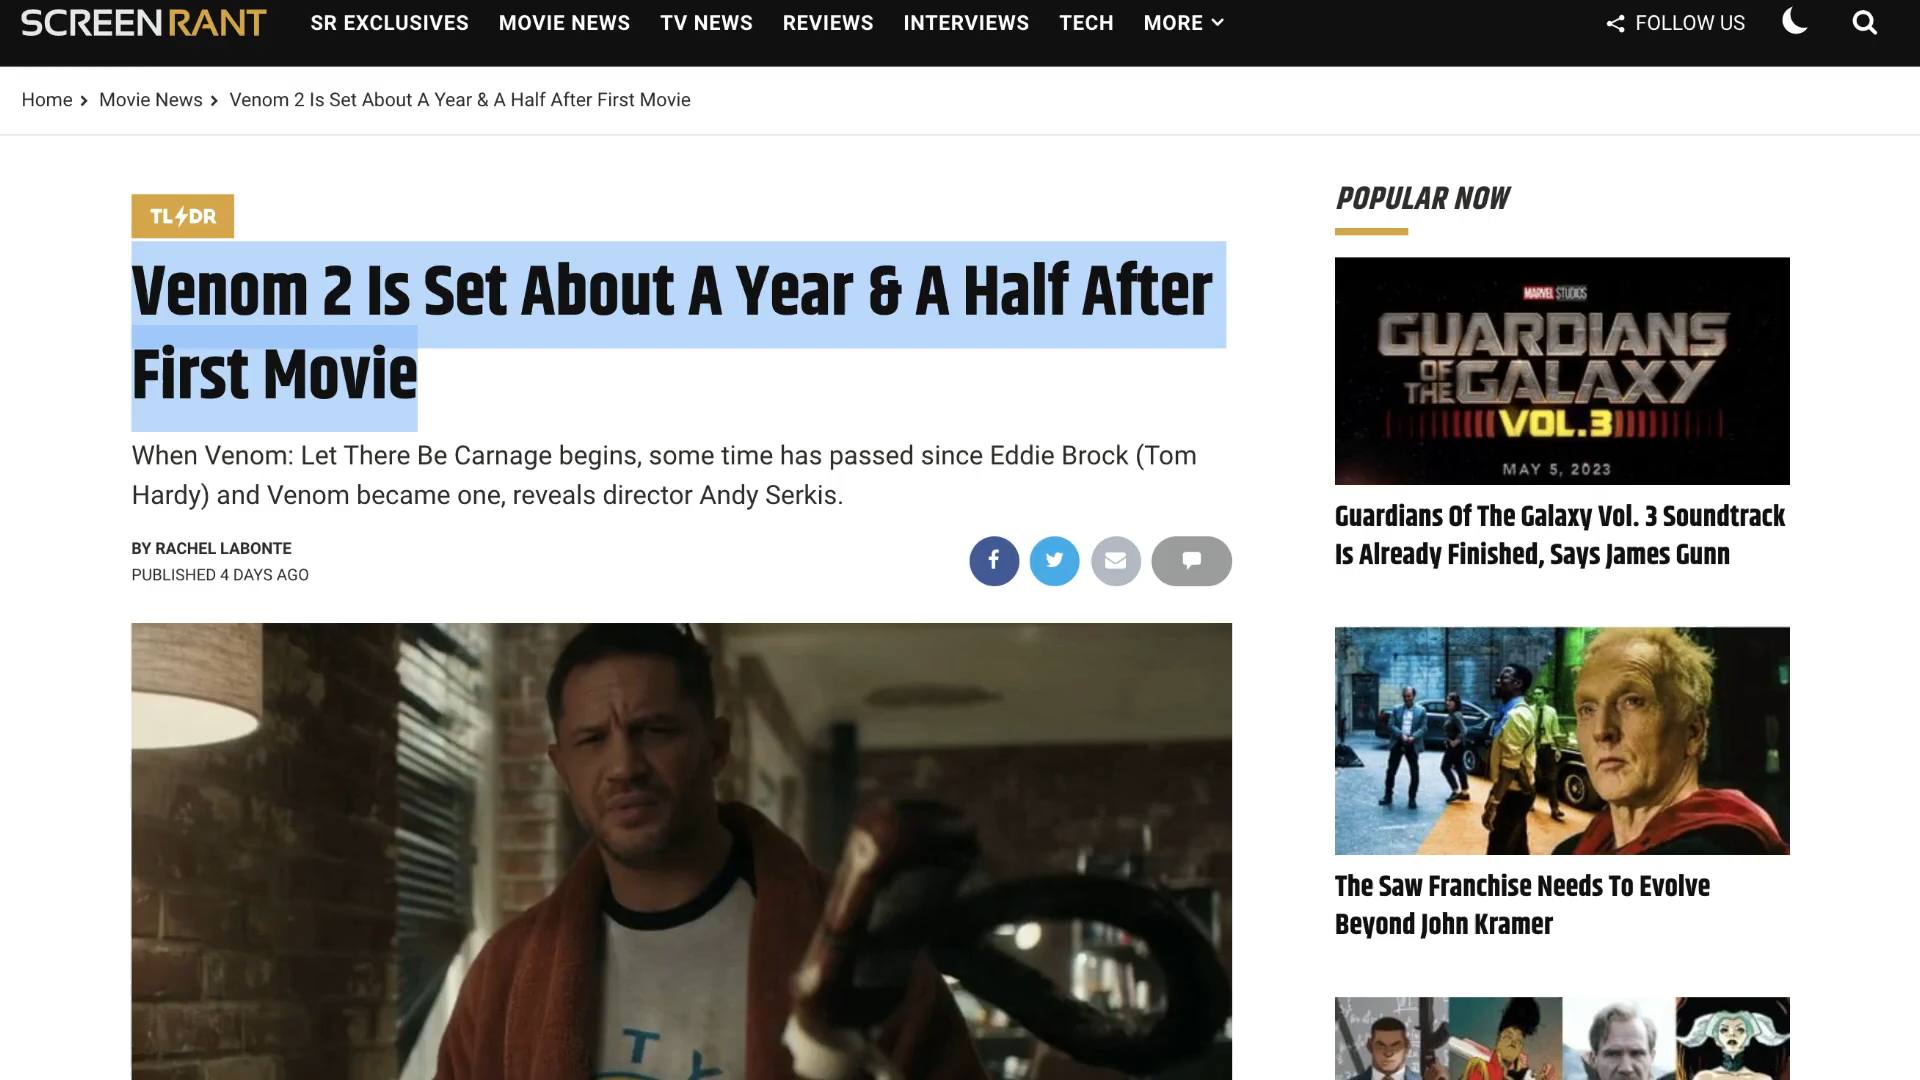 SCREENRANT SR EXCLUSIVES MOVIE NEWS TV NEWS REVIEWS INTERVIEWS TECH MORE FOLLOW US
Home > Movie News > Venom 2 Is Set About A Year & A Half After First Movie
TL DR
Venom 2 Is Set About A Year & A Half After
First Movie
When Venom: Let There Be Carnage begins, some time has passed since Eddie Brock (Tom
Hardy) and Venom became one, reveals director Andy Serkis.
BY RACHEL LABONTE
PUBLISHED 4 DAYS AGO
T Y
POPULAR NOW
MARVEL STUDIOS
GUARDIANS
OF
THE GALAXY
VOL.3
MAY 5, 2023
Guardians Of The Galaxy Vol. 3 Soundtrack
Is Already Finished, Says James Gunn
The Saw Franchise Needs To Evolve
Beyond John Kramer